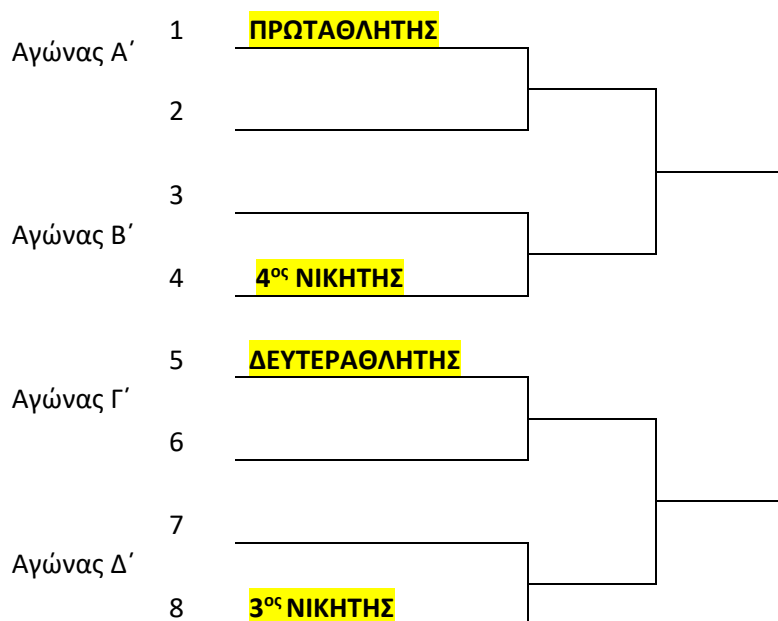 1 ΠΡΩΤΑΘΛΗΤΗΣ
Αγώνας Α΄
2
3
Αγώνας Β΄
4 4ος ΝΙΚΗΤΗΣ
5 ΔΕΥΤΕΡΑΘΛΗΤΗΣ
Αγώνας Γ΄
6
7
Αγώνας Δ΄
8 3ος ΝΙΚΗΤΗΣ